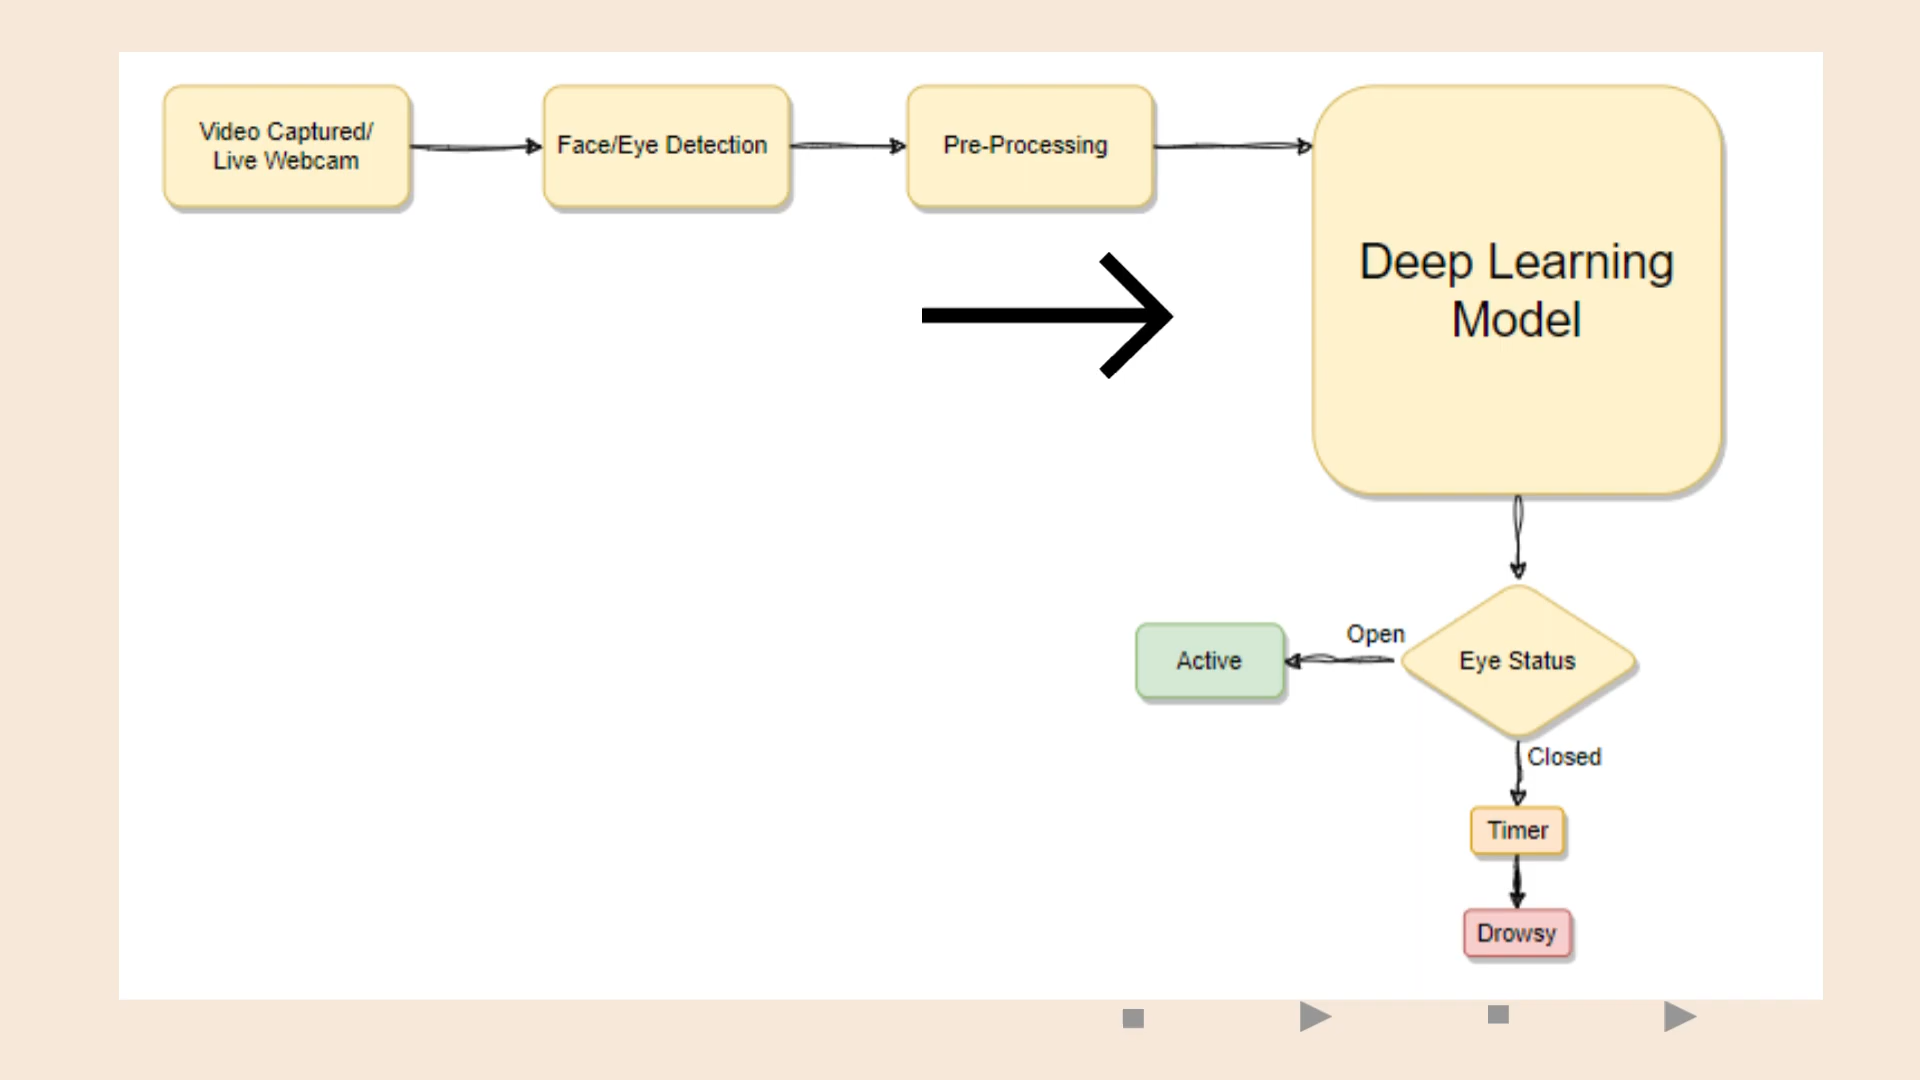 Video Captured/
Live Webcam
Face/Eye Detection
Pre-Processing
Deep Learning
Model
Eye Status
Open
Active
Closed
Timer
Drowsy